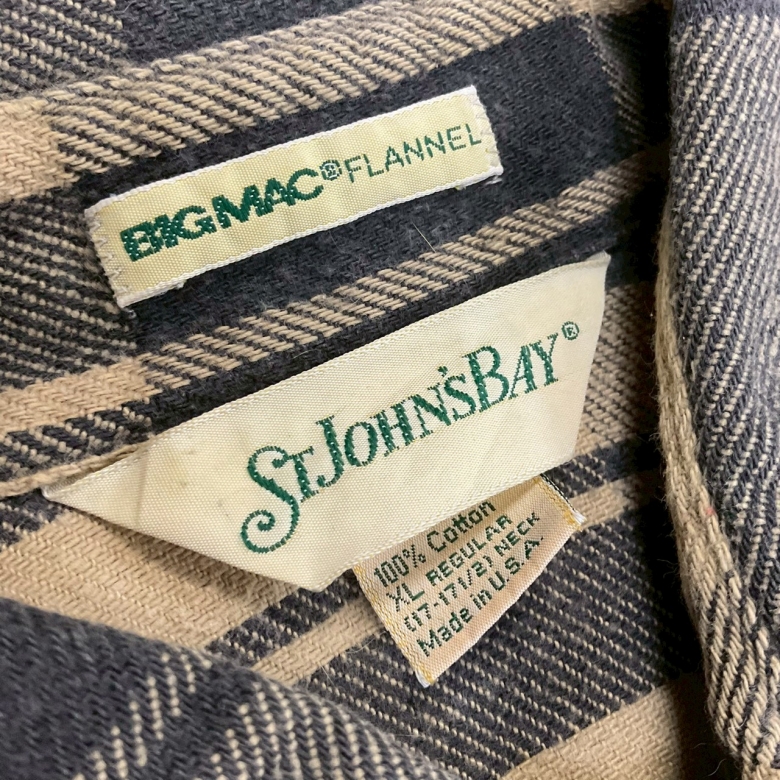 BIG MAC® FLANNEL
ST JOHN'S BAY®
100% Cotton
XL REGULAR
(17-17 1/2) NECK
Made in U.S.A.